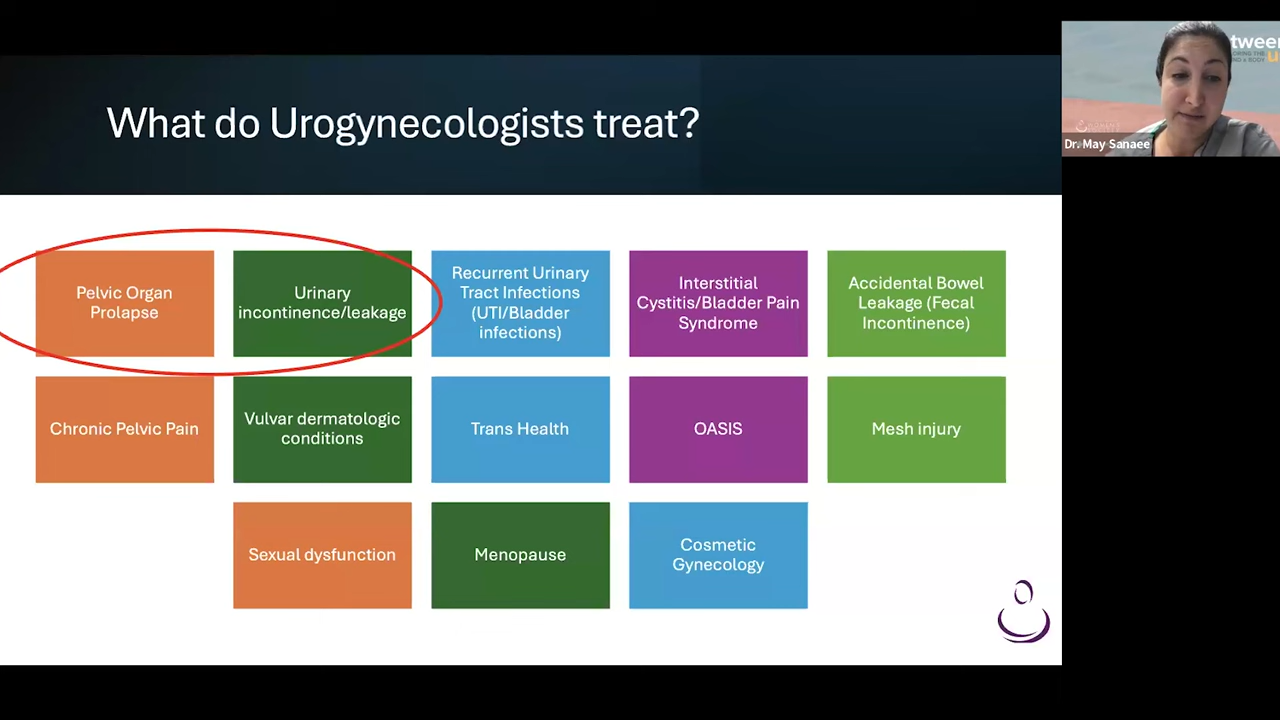 What do Urogynecologists treat?
Dr. May Sanaee
Pelvic Organ
Prolapse
Urinary
incontinence/leakage
Recurrent Urinary
Tract Infections
(UTI/Bladder
infections)
Interstitial
Cystitis/Bladder Pain
Syndrome
Accidental Bowel
Leakage (Fecal
Incontinence)
Chronic Pelvic Pain
Vulvar dermatologic
conditions
Trans Health
OASIS
Mesh injury
Sexual dysfunction
Menopause
Cosmetic
Gynecology